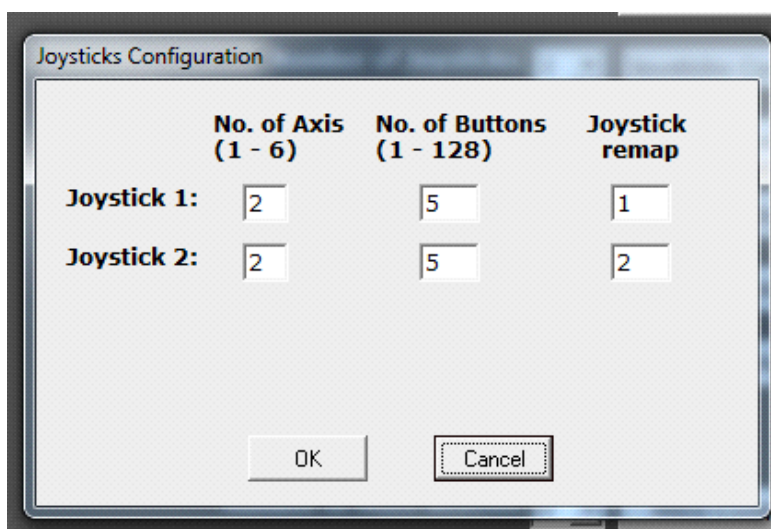 Joysticks Configuration
No. of Axis No. of Buttons Joystick
(1 - 6) (1 - 128) remap
Joystick 1: 2 5 1
Joystick 2: 2 5 2
OK Cancel